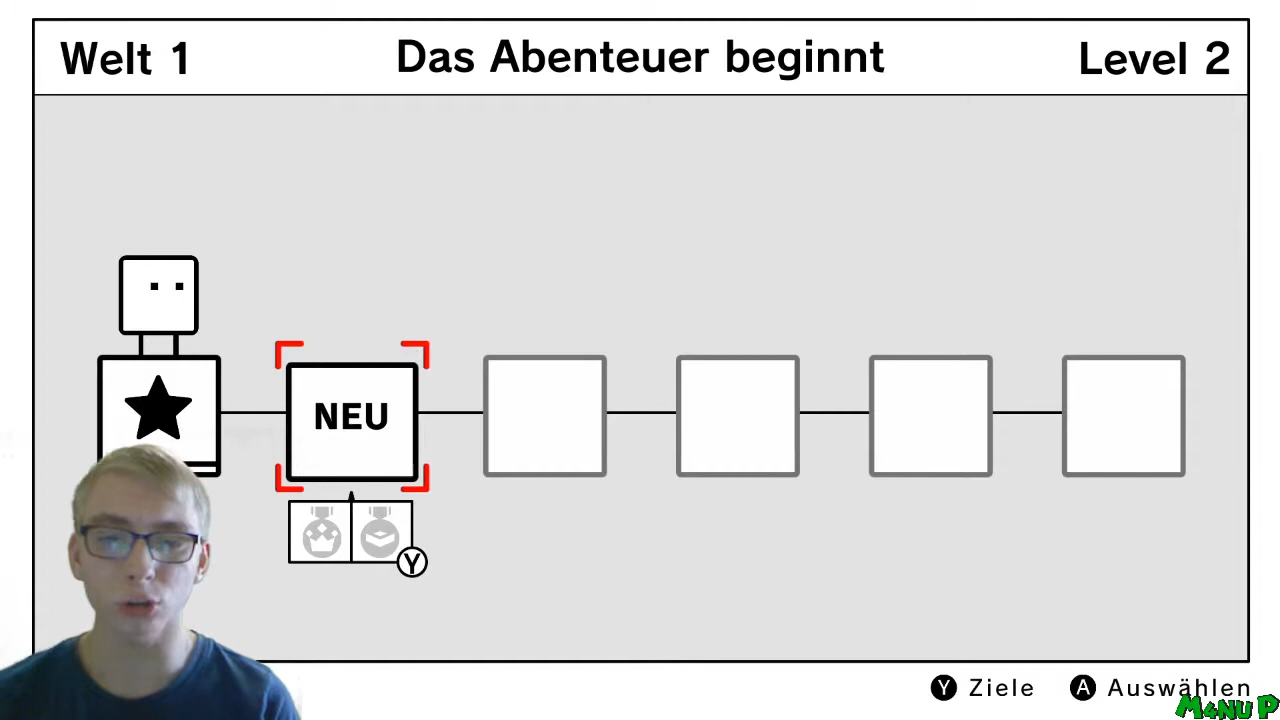 Welt 1
Das Abenteuer beginnt
Level 2
NEU
Y
Y Ziele
A Auswählen
M4NU P